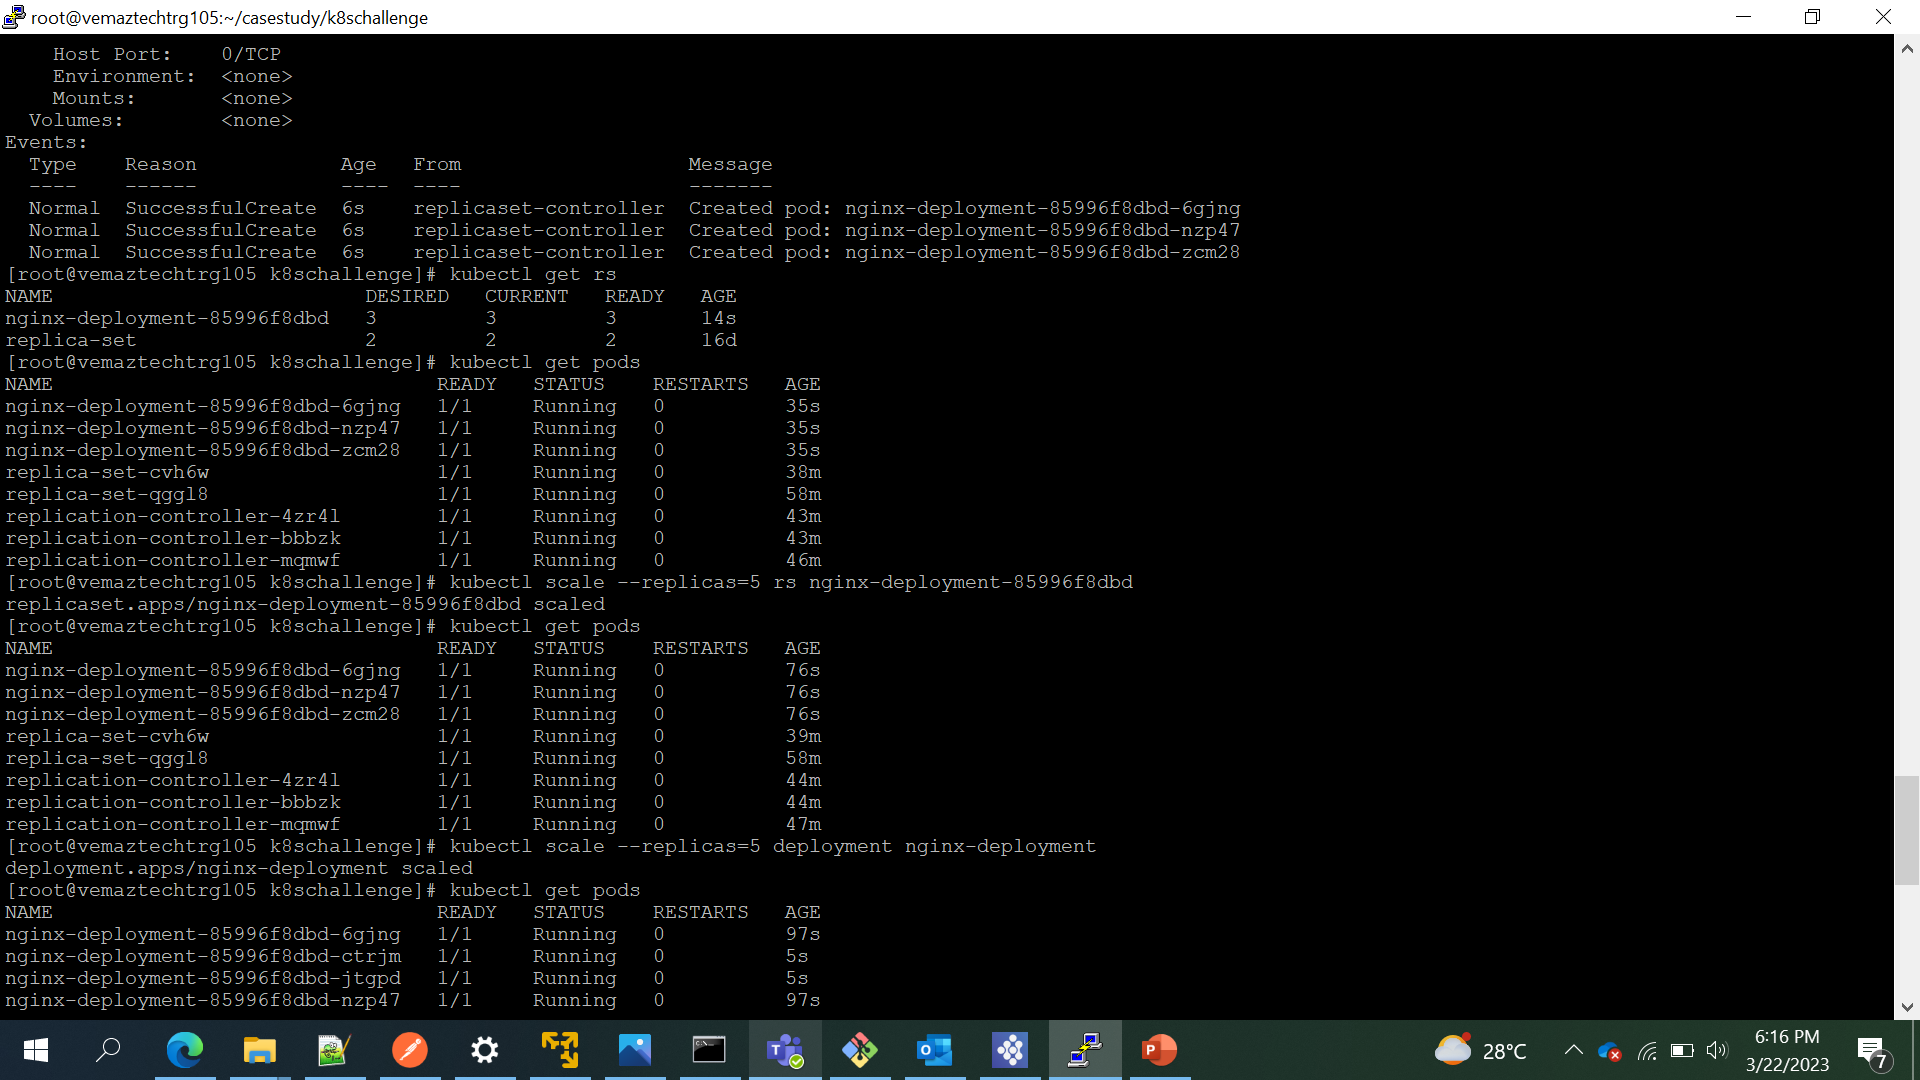 root@vemaztechtrg105:~/casestudy/k8schallenge
    Host Port:    0/TCP
    Environment:  <none>
    Mounts:       <none>
  Volumes:        <none>
Events:
  Type    Reason            Age   From                   Message
  ----    ------            ----  ----                   -------
  Normal  SuccessfulCreate  6s    replicaset-controller  Created pod: nginx-deployment-85996f8dbd-6gjng
  Normal  SuccessfulCreate  6s    replicaset-controller  Created pod: nginx-deployment-85996f8dbd-nzp47
  Normal  SuccessfulCreate  6s    replicaset-controller  Created pod: nginx-deployment-85996f8dbd-zcm28
[root@vemaztechtrg105 k8schallenge]# kubectl get rs
NAME                          DESIRED   CURRENT   READY   AGE
nginx-deployment-85996f8dbd   3         3         3       14s
replica-set                   2         2         2       16d
[root@vemaztechtrg105 k8schallenge]# kubectl get pods
NAME                                READY   STATUS    RESTARTS   AGE
nginx-deployment-85996f8dbd-6gjng   1/1     Running   0          35s
nginx-deployment-85996f8dbd-nzp47   1/1     Running   0          35s
nginx-deployment-85996f8dbd-zcm28   1/1     Running   0          35s
replica-set-cvh6w                   1/1     Running   0          38m
replica-set-qggl8                   1/1     Running   0          58m
replication-controller-4zr4l        1/1     Running   0          43m
replication-controller-bbbzk        1/1     Running   0          43m
replication-controller-mqmwf        1/1     Running   0          46m
[root@vemaztechtrg105 k8schallenge]# kubectl scale --replicas=5 rs nginx-deployment-85996f8dbd
replicaset.apps/nginx-deployment-85996f8dbd scaled
[root@vemaztechtrg105 k8schallenge]# kubectl get pods
NAME                                READY   STATUS    RESTARTS   AGE
nginx-deployment-85996f8dbd-6gjng   1/1     Running   0          76s
nginx-deployment-85996f8dbd-nzp47   1/1     Running   0          76s
nginx-deployment-85996f8dbd-zcm28   1/1     Running   0          76s
replica-set-cvh6w                   1/1     Running   0          39m
replica-set-qggl8                   1/1     Running   0          58m
replication-controller-4zr4l        1/1     Running   0          44m
replication-controller-bbbzk        1/1     Running   0          44m
replication-controller-mqmwf        1/1     Running   0          47m
[root@vemaztechtrg105 k8schallenge]# kubectl scale --replicas=5 deployment nginx-deployment
deployment.apps/nginx-deployment scaled
[root@vemaztechtrg105 k8schallenge]# kubectl get pods
NAME                                READY   STATUS    RESTARTS   AGE
nginx-deployment-85996f8dbd-6gjng   1/1     Running   0          97s
nginx-deployment-85996f8dbd-ctrjm   1/1     Running   0          5s
nginx-deployment-85996f8dbd-jtgpd   1/1     Running   0          5s
nginx-deployment-85996f8dbd-nzp47   1/1     Running   0          97s
28°C
6:16 PM
3/22/2023
7